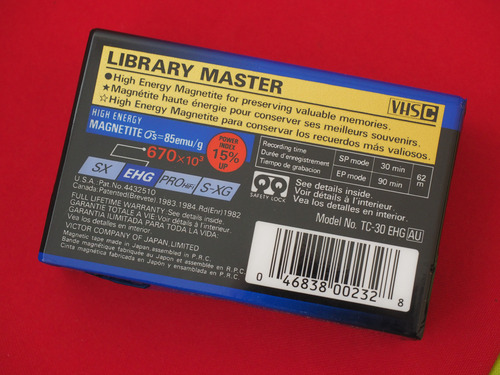 LIBRARY MASTER
●High Energy Magnetite for preserving valuable memories.
★Magnétite haute énergie pour conserver ses meilleurs souvenirs.
☆High Energy Magnetite para conservar los recuerdos más valiosos.
VHS C
HIGH ENERGY
MAGNETITE σs=85emu/g
670×10³
POWER
INDEX
15%
UP
Recording time
Durée d'enregistrement
Tiempo de grabacion
SP mode 30 min
EP mode 90 min
62
m
SX EHG PRO HiFi S-XG
SAFETY LOCK
See details inside.
Voir détails à l'intérieur.
Vea los detalles en interior.
U.S.A. Pat.No.4432510
Canada:Patented(Brevete).1983.1984 Rd(Enr)1982
FULL LIFETIME WARRANTY-See details inside.
GARANTIE TOTALE A VIE-Voir détails à l'intérieur.
GARANTIA ILIMITADA PARA TODA LA VIDA:
VICTOR COMPANY OF JAPAN, LIMITED
Magnetic tape made in Japan assembled in P.R.C.
Bande magnétique fabriquée au Japon et assemblée en R.P.C.
Cinta magnética fabricada en Japón y ensamblada en P.R.C.
Model No. TC-30 EHG AU
0 46838 00232 8